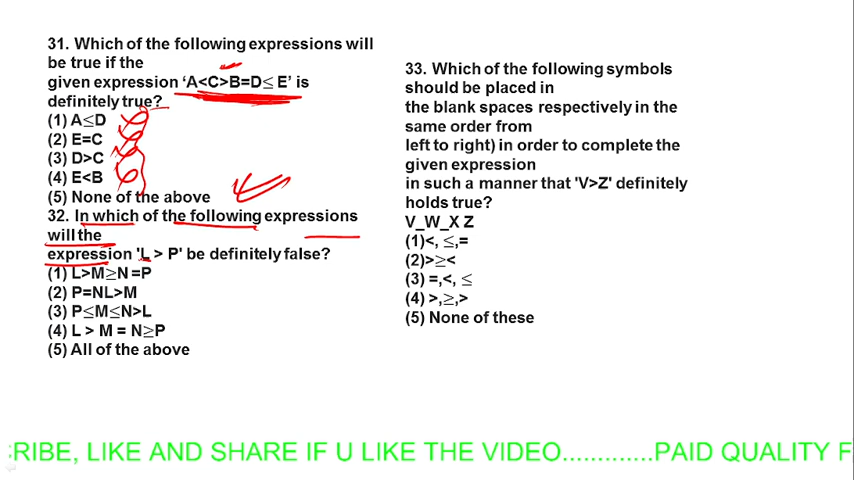 31. Which of the following expressions will
be true if the
given expression ‘A<C>B=D≤ E’ is
definitely true?
(1) A≤D
(2) E=C
(3) D>C
(4) E<B
(5) None of the above
32. In which of the following expressions
will the
expression 'L > P' be definitely false?
(1) L>M≥N =P
(2) P=NL>M
(3) P≤M≤N>L
(4) L > M = N≥P
(5) All of the above
33. Which of the following symbols
should be placed in
the blank spaces respectively in the
same order from
left to right) in order to complete the
given expression
in such a manner that 'V>Z' definitely
holds true?
V_W_X Z
(1)<, ≤,=
(2)>≥<
(3) =,<, ≤
(4) >,≥,>
(5) None of these
RIBE, LIKE AND SHARE IF U LIKE THE VIDEO.............PAID QUALITY F